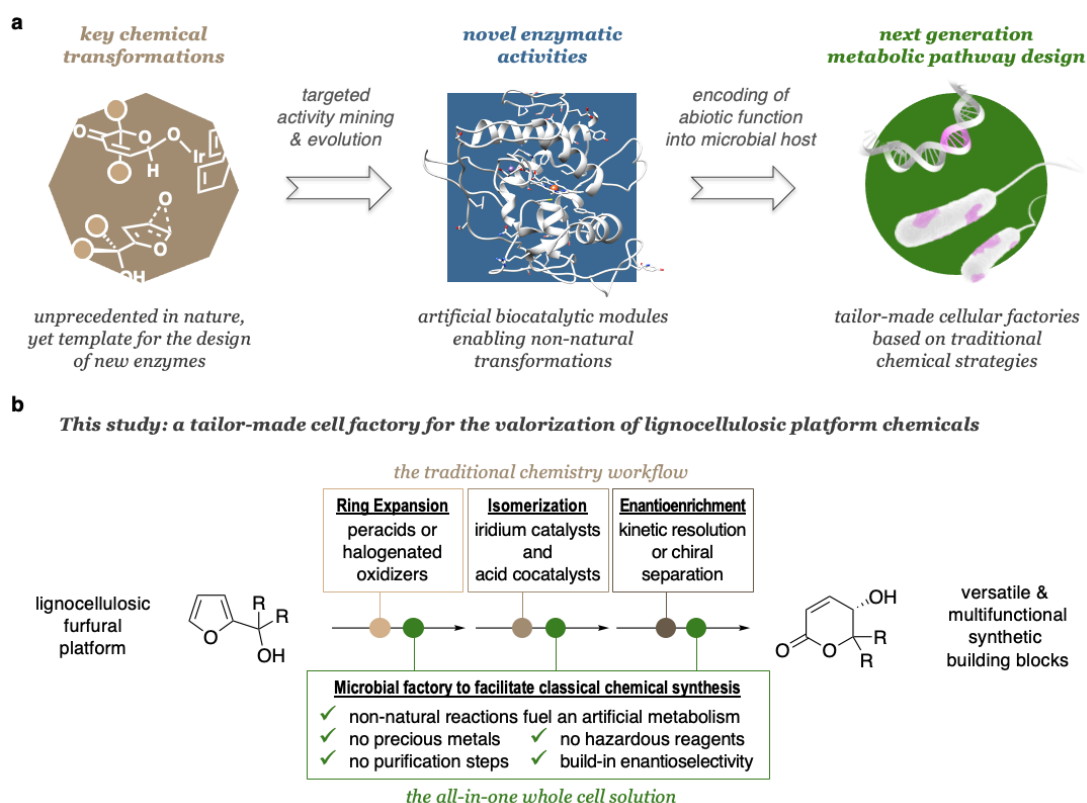 a
key chemical
transformations
novel enzymatic
activities
next generation
metabolic pathway design
targeted
activity mining
& evolution
encoding of
abiotic function
into microbial host
O
O
O
Ir
H
O
O
OH
unprecedented in nature,
yet template for the design
of new enzymes
artificial biocatalytic modules
enabling non-natural
transformations
tailor-made cellular factories
based on traditional
chemical strategies
b
This study: a tailor-made cell factory for the valorization of lignocellulosic platform chemicals
the traditional chemistry workflow
Ring Expansion
peracids or
halogenated
oxidizers
Isomerization
iridium catalysts
and
acid cocatalysts
Enantioenrichment
kinetic resolution
or chiral
separation
lignocellulosic
furfural
platform
O
R
R
OH
OH
O
O
R
R
versatile &
multifunctional
synthetic
building blocks
Microbial factory to facilitate classical chemical synthesis
✓ non-natural reactions fuel an artificial metabolism
✓ no precious metals ✓ no hazardous reagents
✓ no purification steps ✓ build-in enantioselectivity
the all-in-one whole cell solution